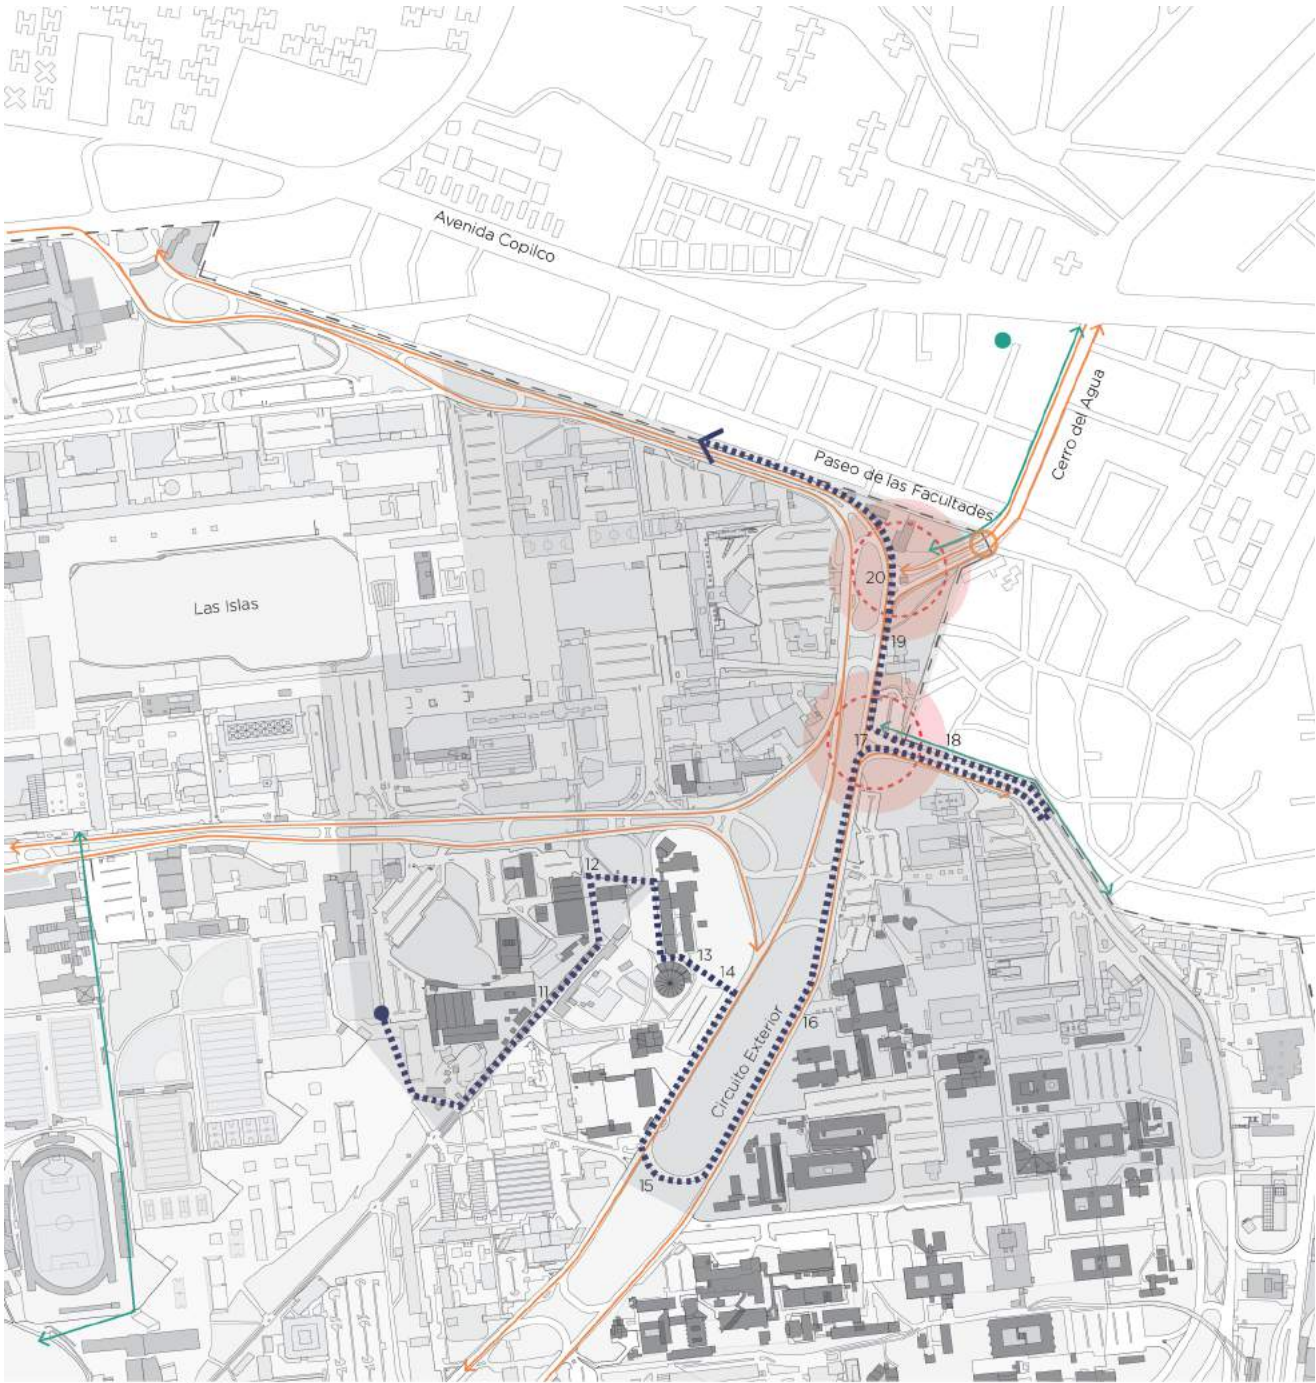 Avenida Copilco
Cerro del Agua
Paseo de las Facultades
20
Las Islas
19
17
18
12
13
14
11
16
Circuito Exterior
15